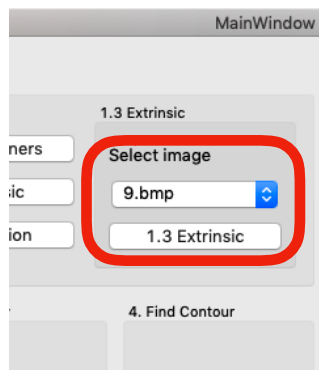 MainWindow
1.3 Extrinsic
ners
Select image
sic
9.bmp
ion
1.3 Extrinsic
4. Find Contour